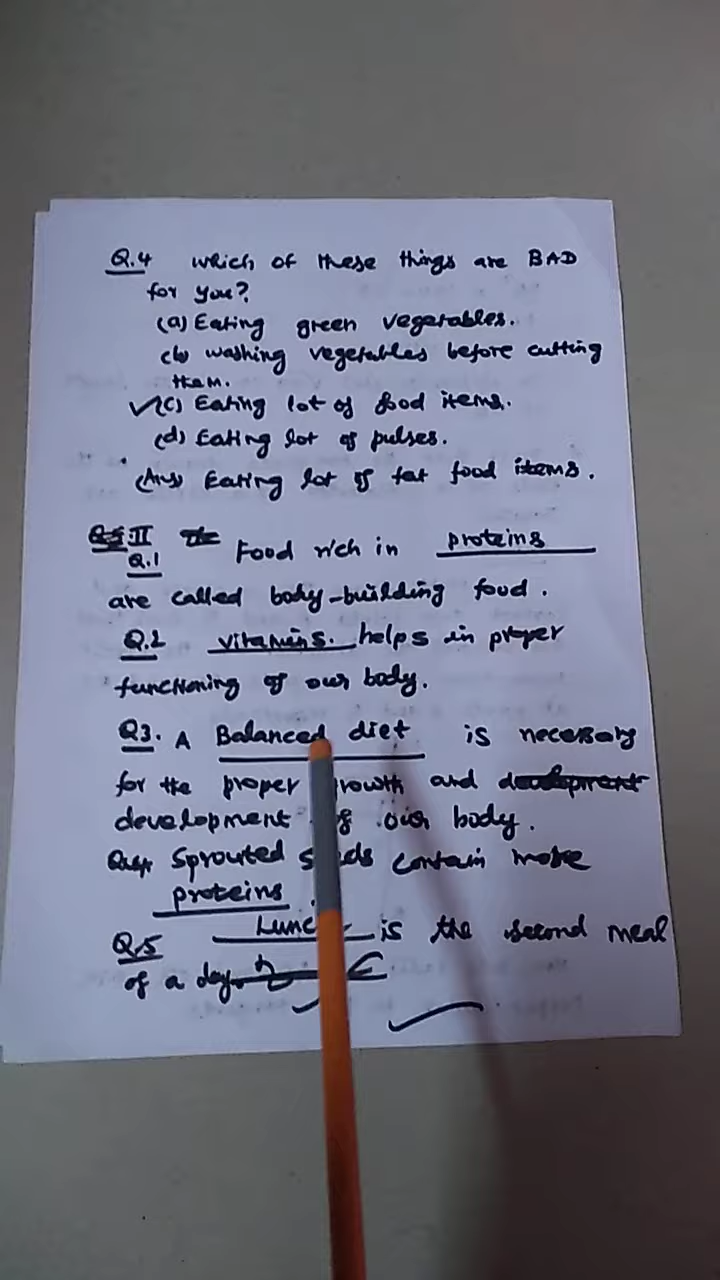 Q.4 which of these things are BAD
for you?
(a) Eating green vegetables.
(b) washing vegetables before cutting
them.
(c) Eating lot of food items.
(d) Eating lot of pulses.
(Ans) Eating lot of fat food items.
II
Q.1 Food rich in proteins
are called body-building food.
Q.2 vitamins. helps in proper
functioning of our body.
Q3. A Balanced diet is necessary
for the proper growth and
development of our body.
Q4. Sprouted seeds contain more
proteins.
Q.5 Lunch is the second meal
of a day.